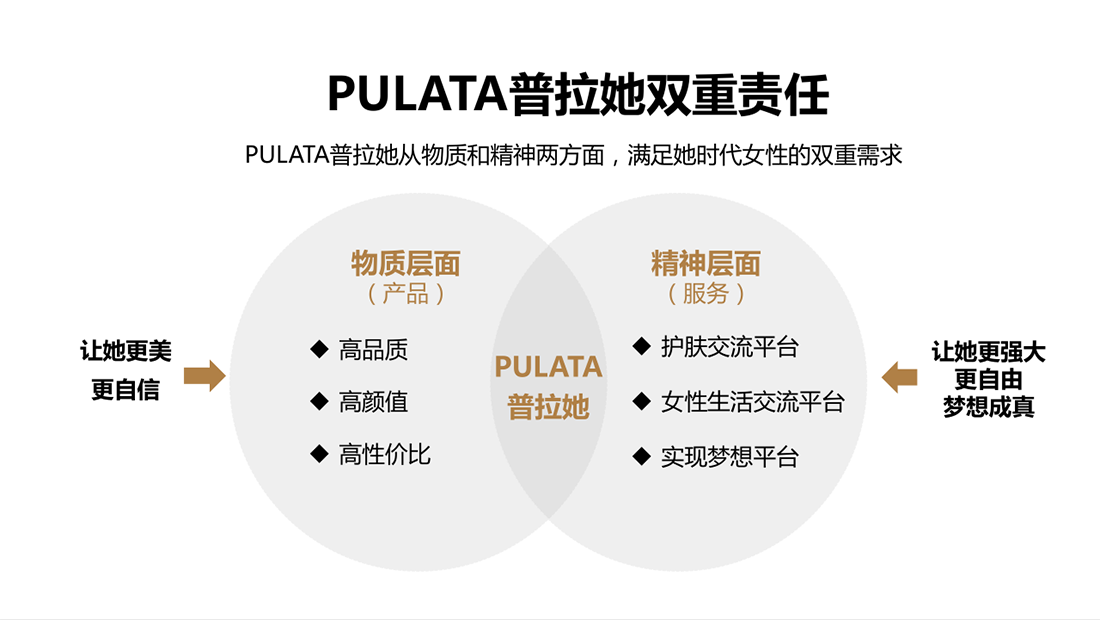 PULATA普拉她双重责任
PULATA普拉她从物质和精神两方面，满足她时代女性的双重需求
物质层面
（产品）
◆ 高品质
◆ 高颜值
◆ 高性价比
让她更美
更自信
PULATA
普拉她
精神层面
（服务）
◆ 护肤交流平台
◆ 女性生活交流平台
◆ 实现梦想平台
让她更强大
更自由
梦想成真